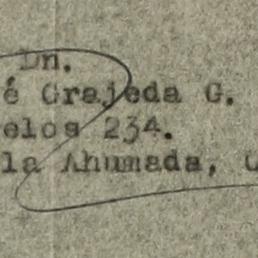 Dn.
é Grajeda G.
elos 234.
la Ahumada, C